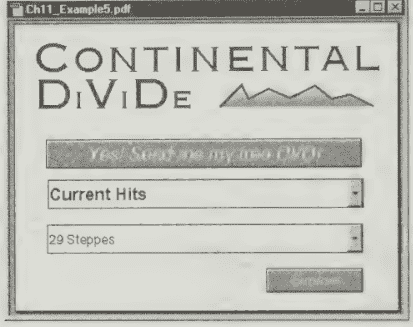 Ch11_Example5.pdf
CONTINENTAL
DiViDe
Yes! Send me my free DVD!
Current Hits
29 Steppes